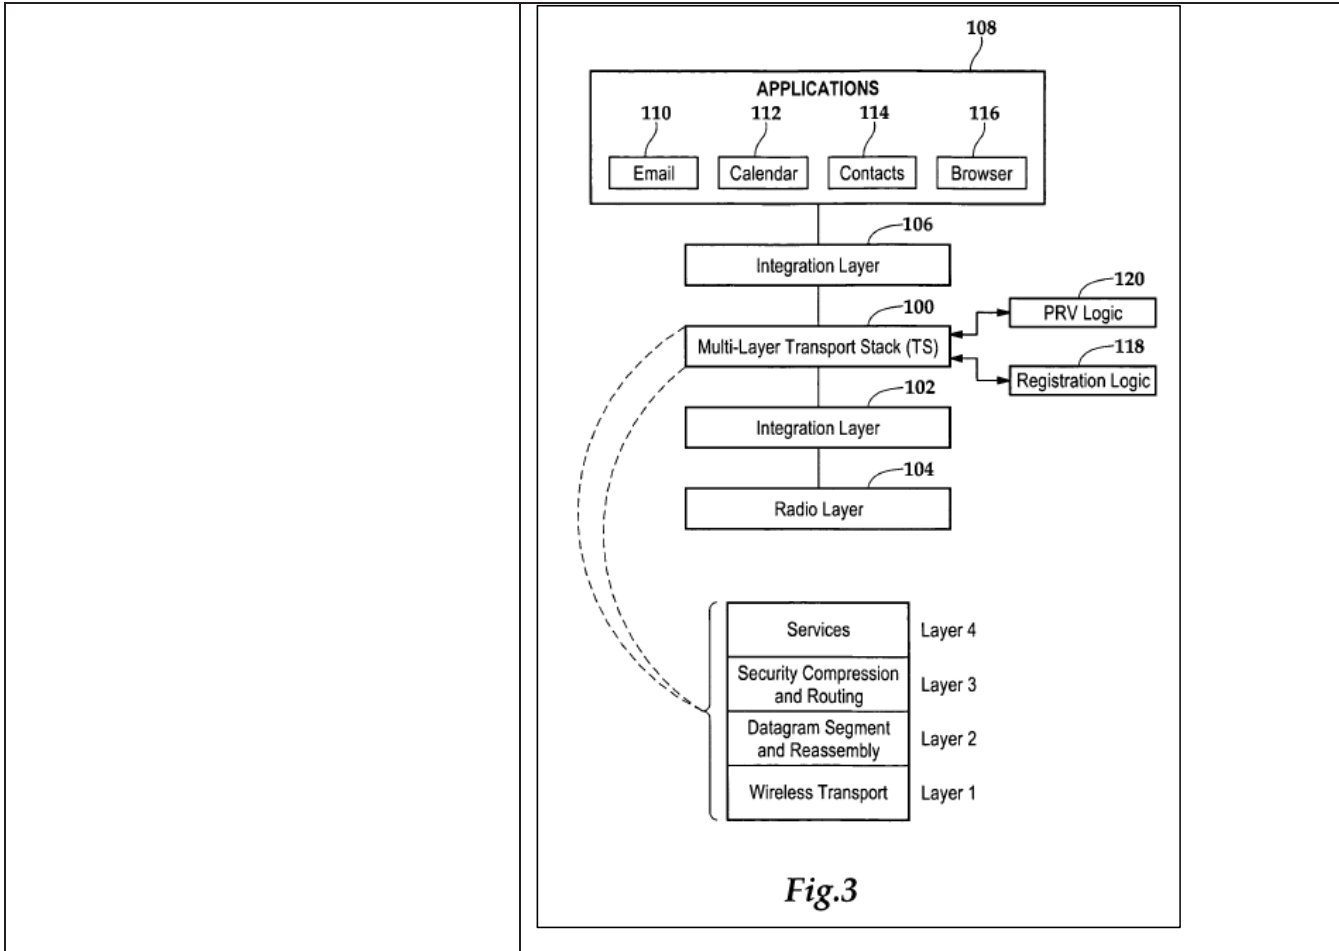 108
APPLICATIONS
110 112 114 116
Email Calendar Contacts Browser
106
Integration Layer
100
120
PRV Logic
Multi-Layer Transport Stack (TS)
118
Registration Logic
102
Integration Layer
104
Radio Layer
Services Layer 4
Security Compression
and Routing Layer 3
Datagram Segment
and Reassembly Layer 2
Wireless Transport Layer 1
Fig.3